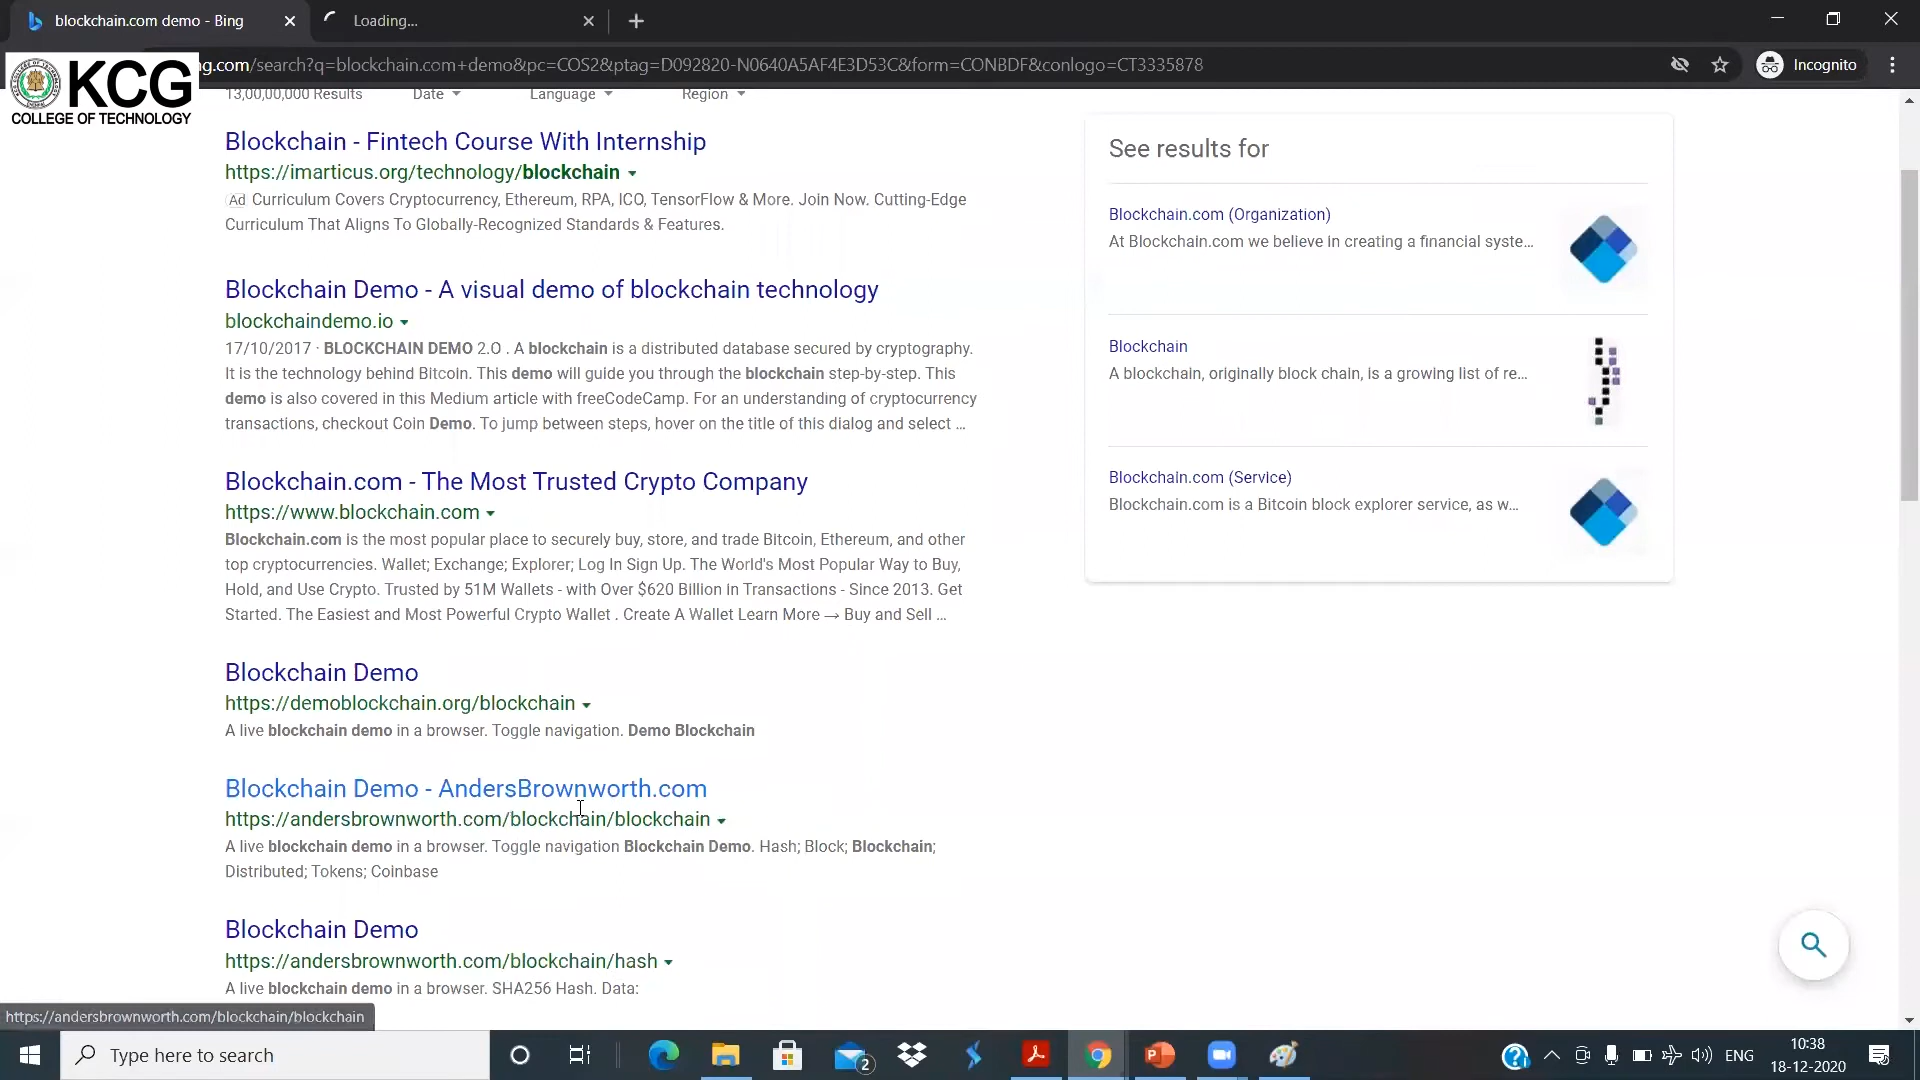 blockchain.com demo - Bing
Loading...
KCG
COLLEGE OF TECHNOLOGY
ng.com/search?q=blockchain.com+demo&pc=COS2&ptag=D092820-N0640A5AF4E3D53C&form=CONBDF&conlogo=CT3335878
Incognito
13,00,00,000 Results Date Language Region
Blockchain - Fintech Course With Internship
https://imarticus.org/technology/blockchain
Ad Curriculum Covers Cryptocurrency, Ethereum, RPA, ICO, TensorFlow & More. Join Now. Cutting-Edge
Curriculum That Aligns To Globally-Recognized Standards & Features.
Blockchain Demo - A visual demo of blockchain technology
blockchaindemo.io
17/10/2017 · BLOCKCHAIN DEMO 2.O . A blockchain is a distributed database secured by cryptography.
It is the technology behind Bitcoin. This demo will guide you through the blockchain step-by-step. This
demo is also covered in this Medium article with freeCodeCamp. For an understanding of cryptocurrency
transactions, checkout Coin Demo. To jump between steps, hover on the title of this dialog and select ...
Blockchain.com - The Most Trusted Crypto Company
https://www.blockchain.com
Blockchain.com is the most popular place to securely buy, store, and trade Bitcoin, Ethereum, and other
top cryptocurrencies. Wallet; Exchange; Explorer; Log In Sign Up. The World's Most Popular Way to Buy,
Hold, and Use Crypto. Trusted by 51M Wallets - with Over $620 Billion in Transactions - Since 2013. Get
Started. The Easiest and Most Powerful Crypto Wallet . Create A Wallet Learn More → Buy and Sell ...
Blockchain Demo
https://demoblockchain.org/blockchain
A live blockchain demo in a browser. Toggle navigation. Demo Blockchain
Blockchain Demo - AndersBrownworth.com
https://andersbrownworth.com/blockchain/blockchain
A live blockchain demo in a browser. Toggle navigation Blockchain Demo. Hash; Block; Blockchain;
Distributed; Tokens; Coinbase
Blockchain Demo
https://andersbrownworth.com/blockchain/hash
A live blockchain demo in a browser. SHA256 Hash. Data:
See results for
Blockchain.com (Organization)
At Blockchain.com we believe in creating a financial syste...
Blockchain
A blockchain, originally block chain, is a growing list of re...
Blockchain.com (Service)
Blockchain.com is a Bitcoin block explorer service, as w...
https://andersbrownworth.com/blockchain/blockchain
Type here to search
2
ENG
10:38
18-12-2020